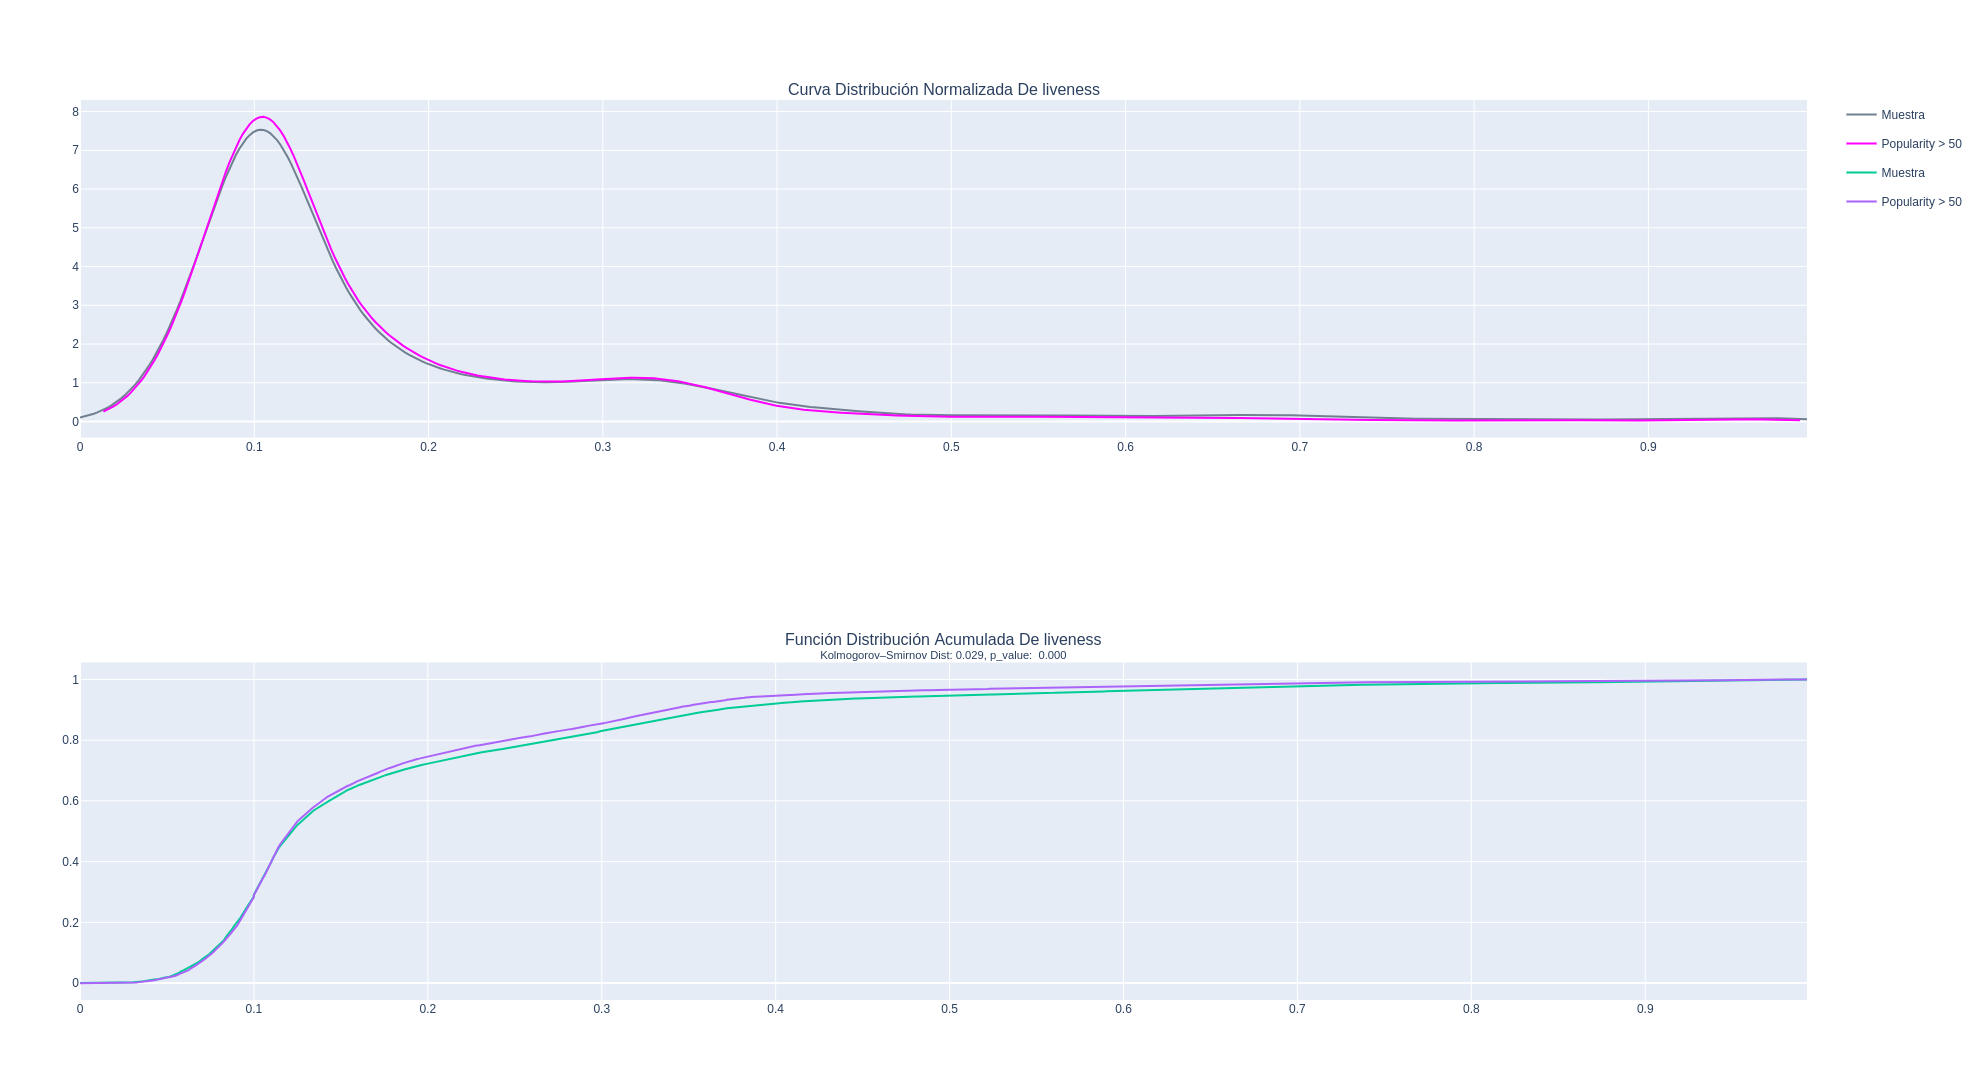 Curva Distribución Normalizada De liveness
8
7
6
5
4
3
2
1
0
0 0.1 0.2 0.3 0.4 0.5 0.6 0.7 0.8 0.9
Muestra
Popularity > 50
Muestra
Popularity > 50
Función Distribución Acumulada De liveness
Kolmogorov–Smirnov Dist: 0.029, p_value:  0.000
1
0.8
0.6
0.4
0.2
0
0 0.1 0.2 0.3 0.4 0.5 0.6 0.7 0.8 0.9